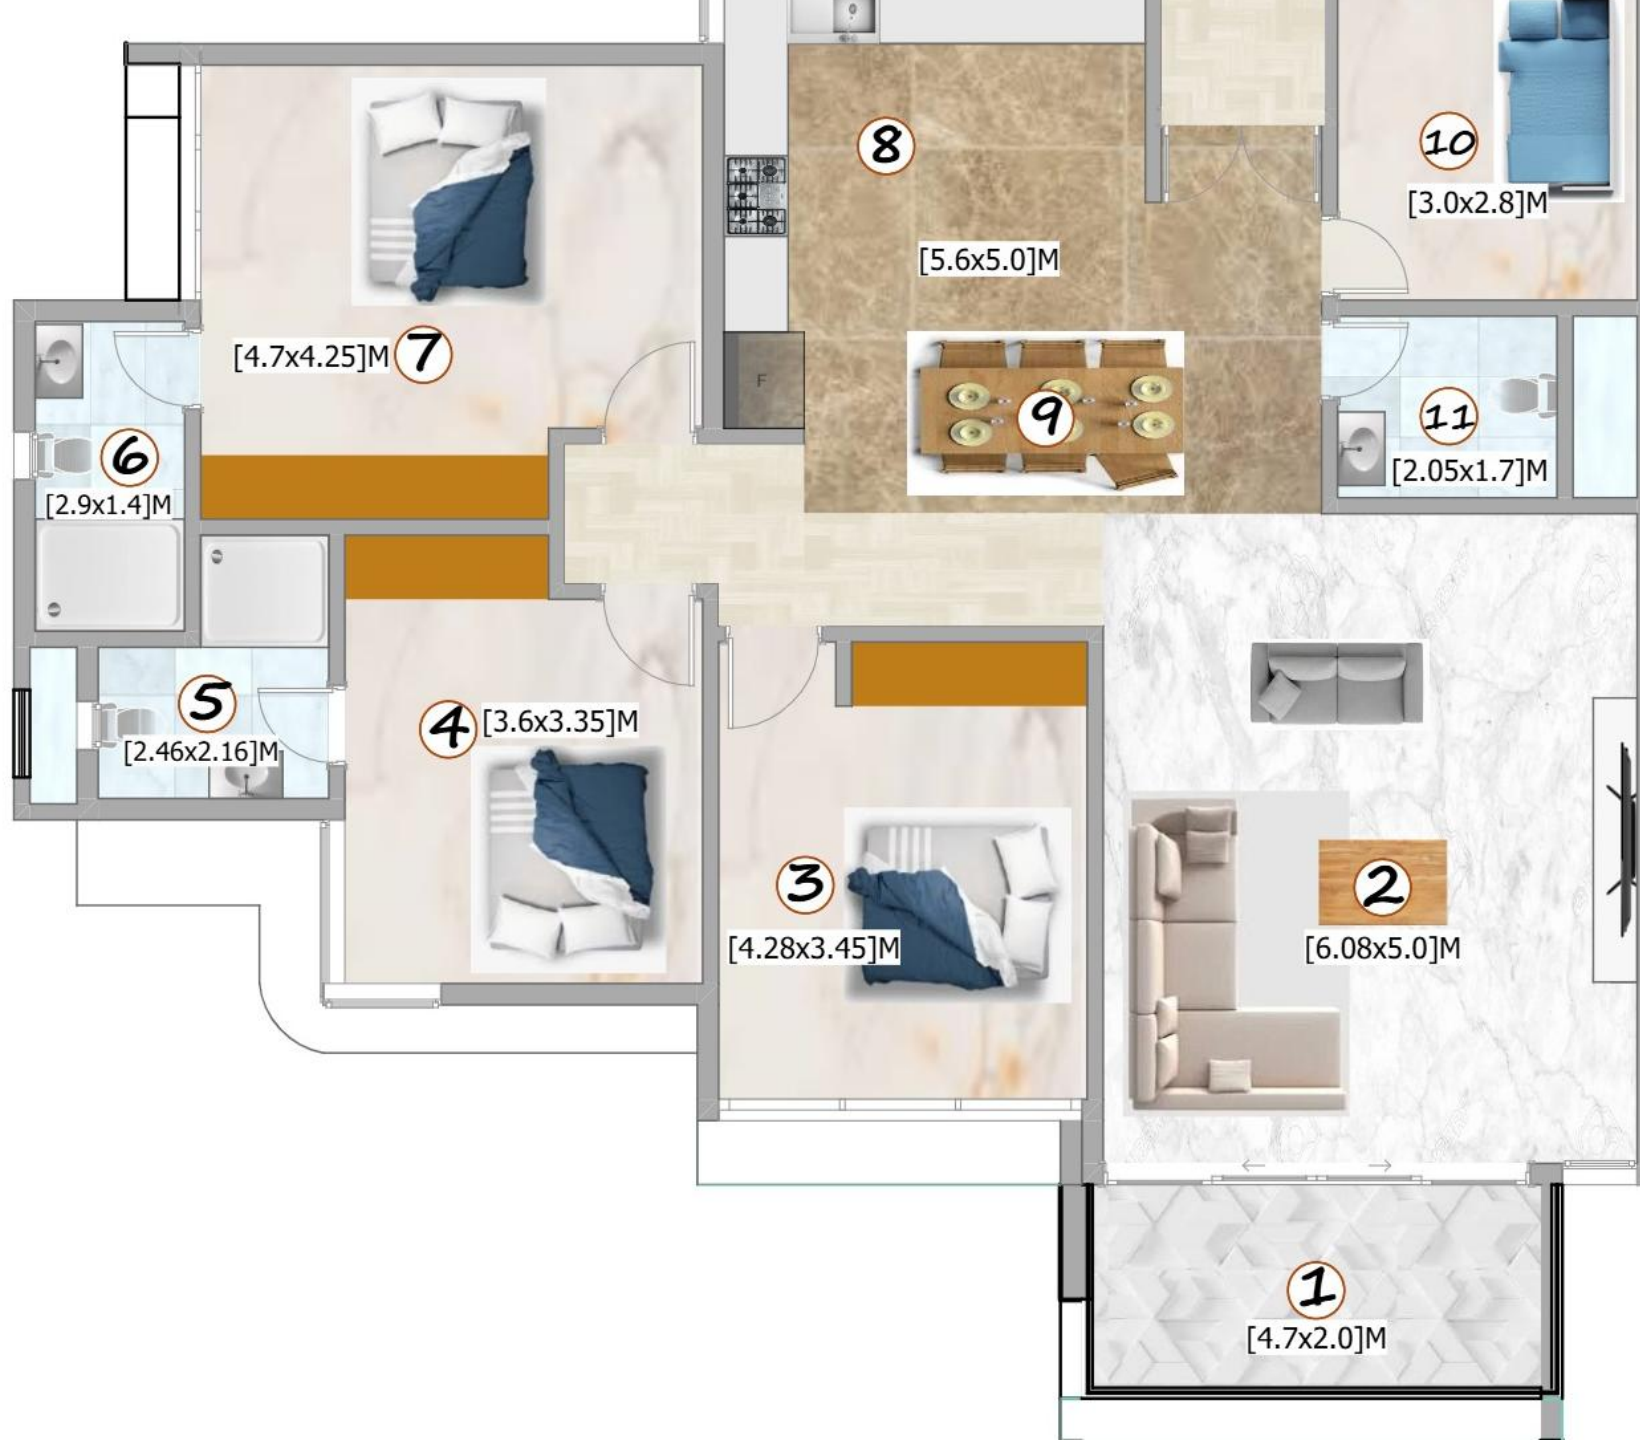 8
10
[3.0x2.8]M
[5.6x5.0]M
[4.7x4.25]M 7
F
9
11
[2.05x1.7]M
6
[2.9x1.4]M
5
[2.46x2.16]M
4 [3.6x3.35]M
3
[4.28x3.45]M
2
[6.08x5.0]M
1
[4.7x2.0]M